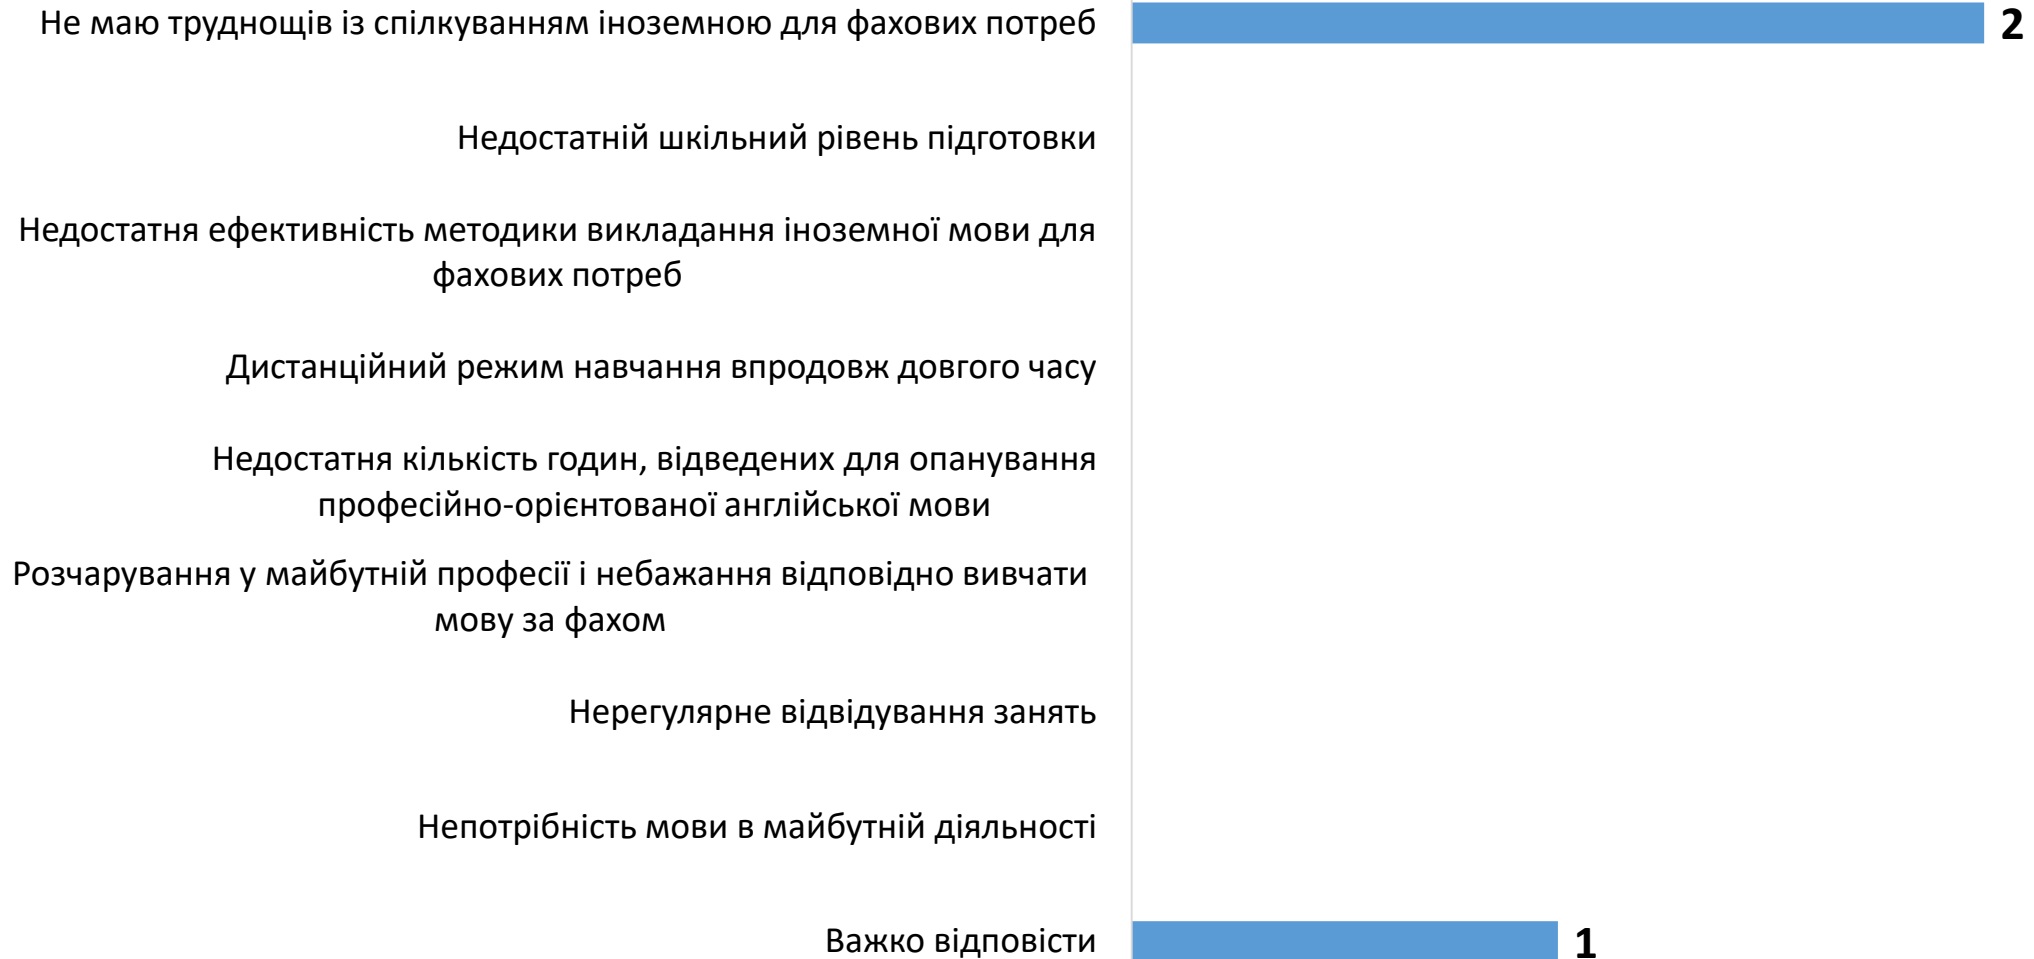 Не маю труднощів із спілкуванням іноземною для фахових потреб
2
Недостатній шкільний рівень підготовки
Недостатня ефективність методики викладання іноземної мови для
фахових потреб
Дистанційний режим навчання впродовж довгого часу
Недостатня кількість годин, відведених для опанування
професійно-орієнтованої англійської мови
Розчарування у майбутній професії і небажання відповідно вивчати
мову за фахом
Нерегулярне відвідування занять
Непотрібність мови в майбутній діяльності
Важко відповісти
1